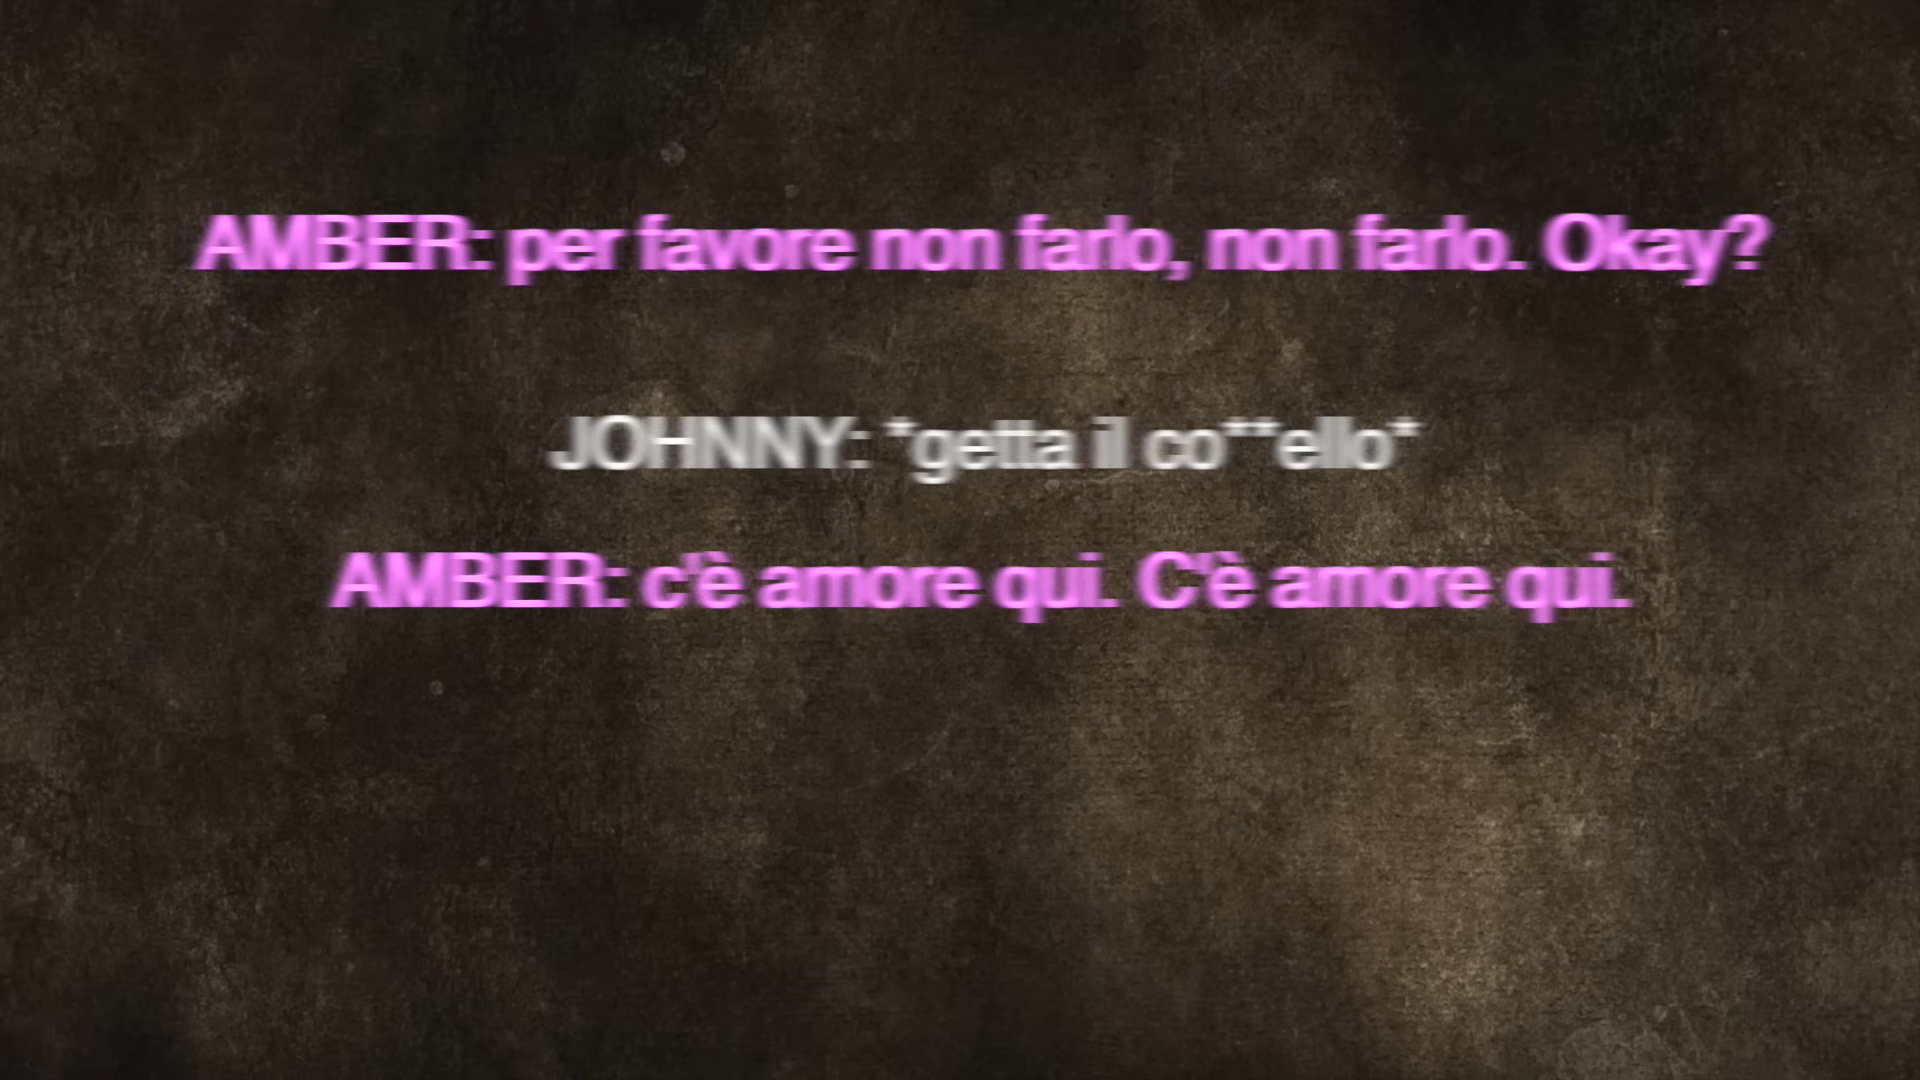 AMBER: per favore non farlo, non farlo. Okay?
JOHNNY: *getta il co**ello*
AMBER: c'è amore qui. C'è amore qui.